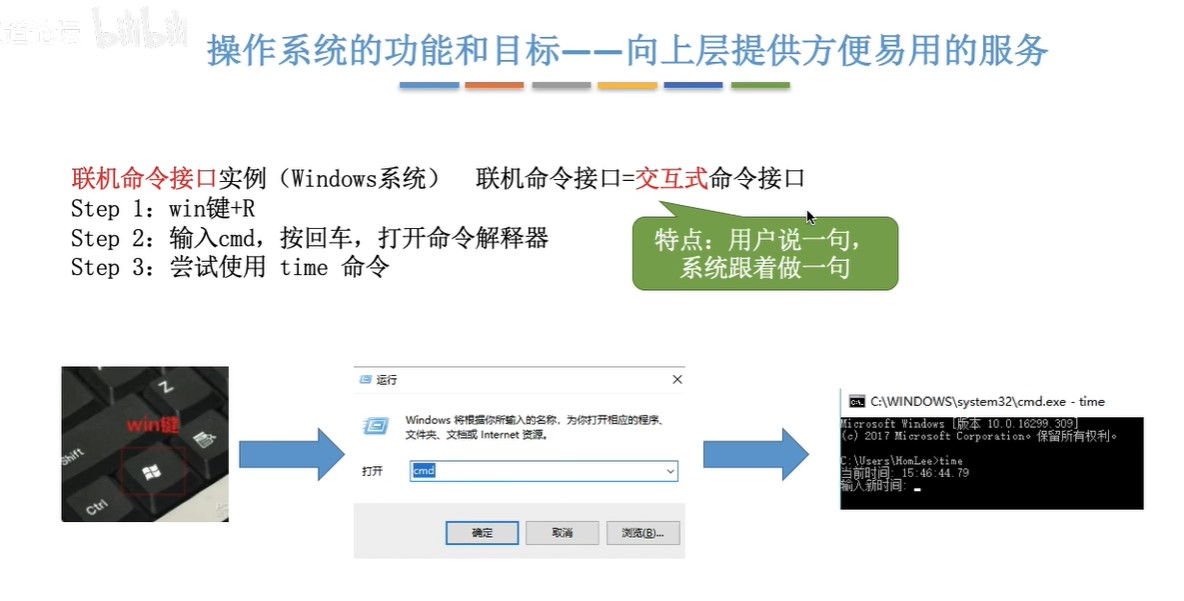 bilibili
操作系统的功能和目标——向上层提供方便易用的服务
联机命令接口实例（Windows系统） 联机命令接口=交互式命令接口
Step 1：win键+R
Step 2：输入cmd，按回车，打开命令解释器
Step 3：尝试使用 time 命令
特点：用户说一句，
系统跟着做一句
Z
win键
Shift
Ctrl
运行
Windows 将根据你所输入的名称，为你打开相应的程序、
文件夹、文档或 Internet 资源。
打开 cmd
确定 取消 浏览(B)...
C:\WINDOWS\system32\cmd.exe - time
Microsoft Windows [版本 10.0.16299.309]
(c) 2017 Microsoft Corporation。保留所有权利。
C:\Users\HomLee>time
当前时间: 15:46:44.79
输入新时间: